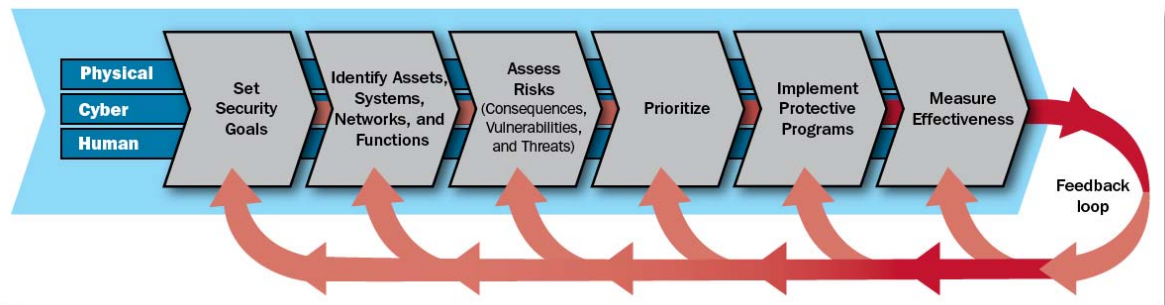 Physical
Cyber
Human
Set
Security
Goals
Identify Assets,
Systems,
Networks, and
Functions
Assess
Risks
(Consequences,
Vulnerabilities,
and Threats)
Prioritize
Implement
Protective
Programs
Measure
Effectiveness
Feedback
loop